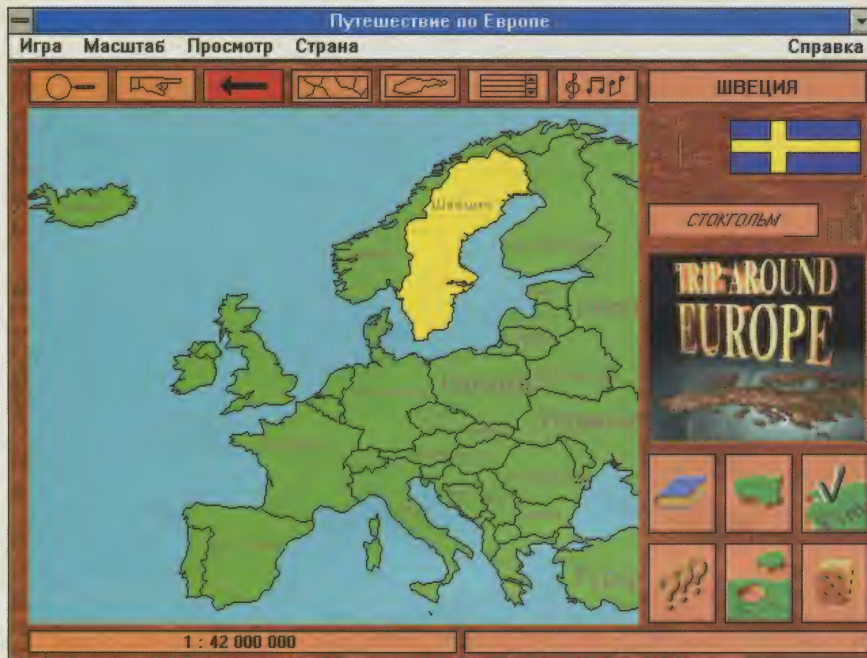 Путешествие по Европе
Игра Масштаб Просмотр Страна Справка
ШВЕЦИЯ
Швеция
СТОКГОЛЬМ
TRIP AROUND
EUROPE
1 : 42 000 000